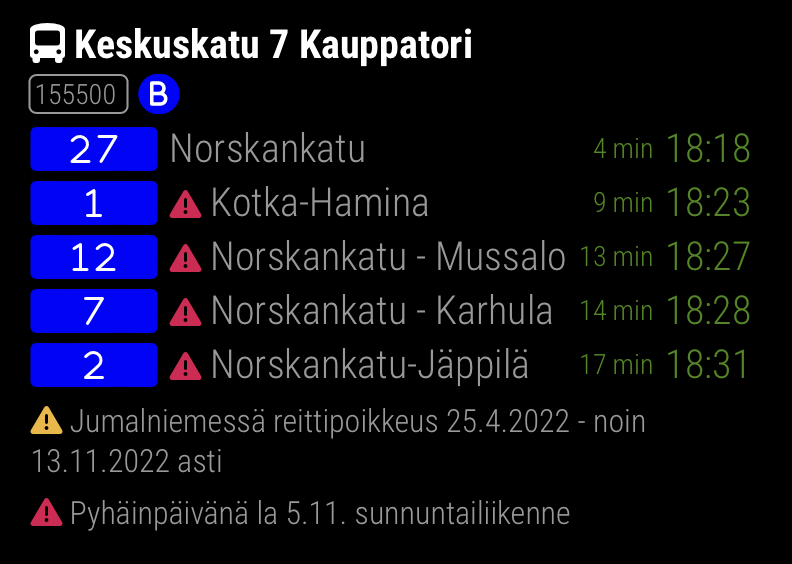 Keskuskatu 7 Kauppatori
155500 B
27 Norskankatu 4 min 18:18
1 Kotka-Hamina 9 min 18:23
12 Norskankatu - Mussalo 13 min 18:27
7 Norskankatu - Karhula 14 min 18:28
2 Norskankatu-Jäppilä 17 min 18:31
Jumalniemessä reittipoikkeus 25.4.2022 - noin
13.11.2022 asti
Pyhäinpäivänä la 5.11. sunnuntailiikenne